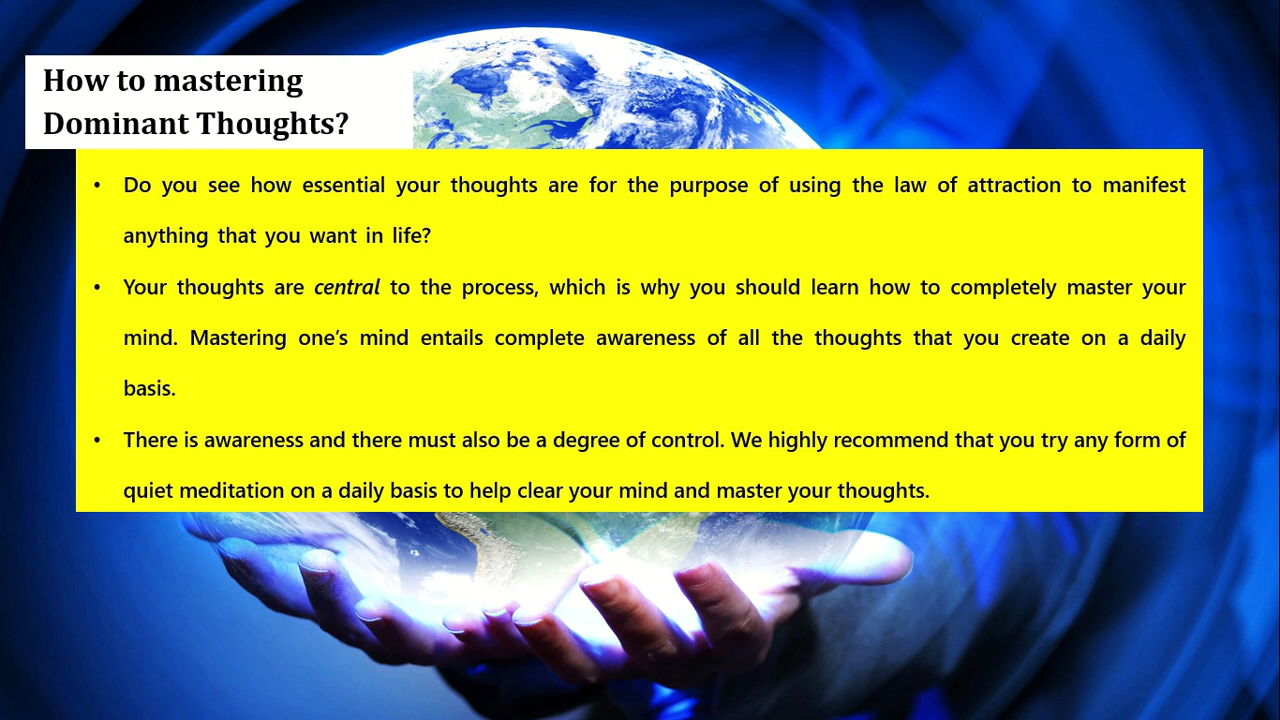 How to mastering
Dominant Thoughts?
• Do you see how essential your thoughts are for the purpose of using the law of attraction to manifest
anything that you want in life?
• Your thoughts are central to the process, which is why you should learn how to completely master your
mind. Mastering one’s mind entails complete awareness of all the thoughts that you create on a daily
basis.
• There is awareness and there must also be a degree of control. We highly recommend that you try any form of
quiet meditation on a daily basis to help clear your mind and master your thoughts.